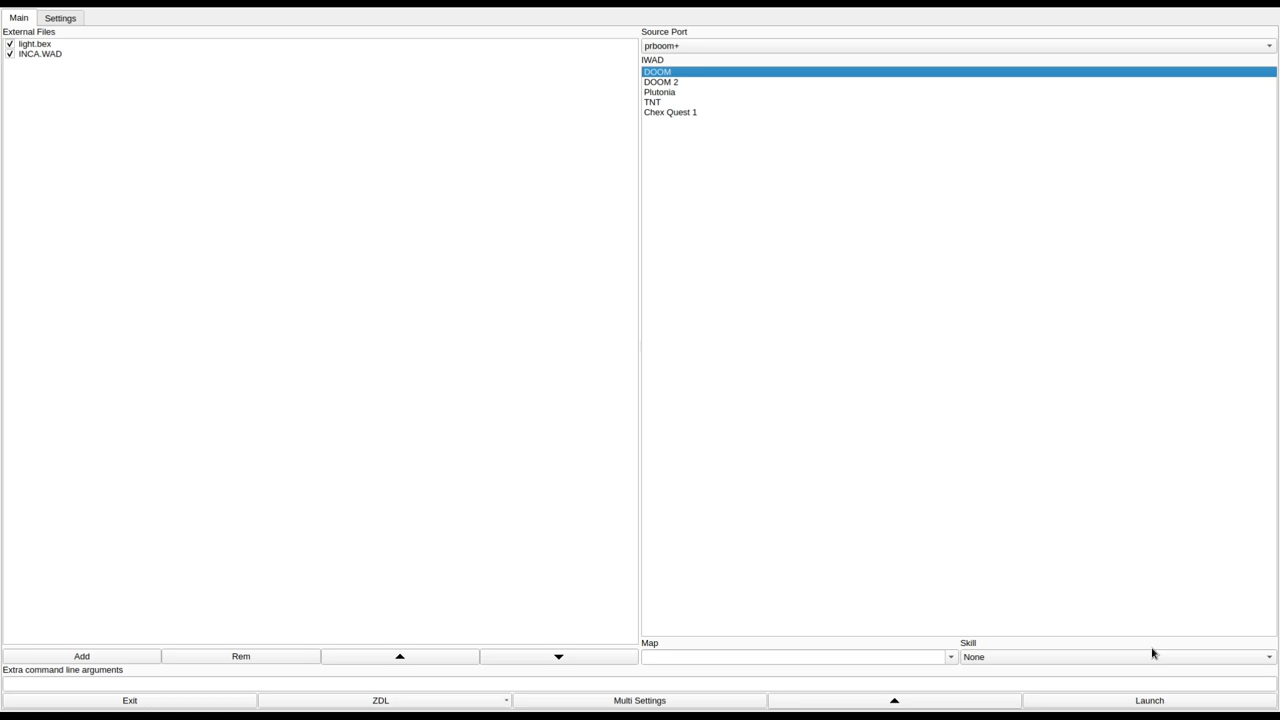 Main Settings
External Files
light.bex
INCA.WAD
Source Port
prboom+
IWAD
DOOM
DOOM 2
Plutonia
TNT
Chex Quest 1
Map Skill
None
Add Rem
Extra command line arguments
Exit ZDL Multi Settings Launch